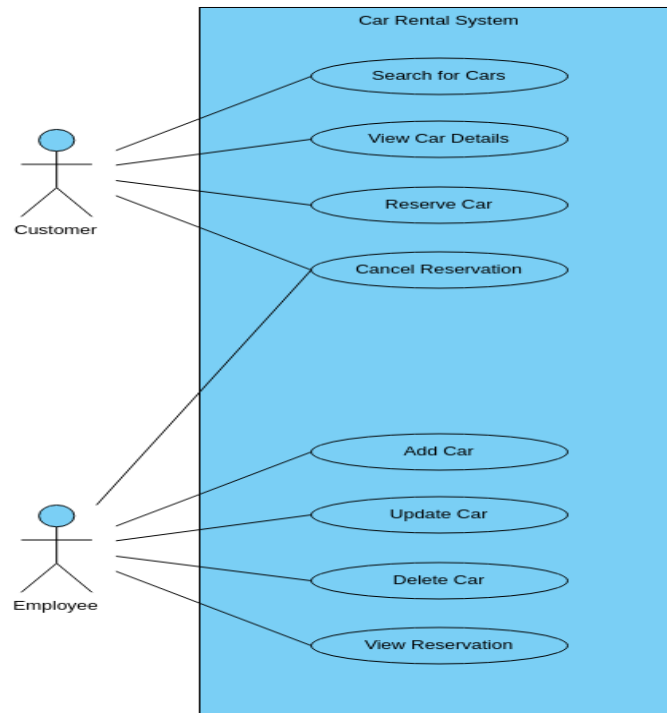 Car Rental System
Search for Cars
View Car Details
Reserve Car
Customer
Cancel Reservation
Add Car
Update Car
Delete Car
Employee
View Reservation